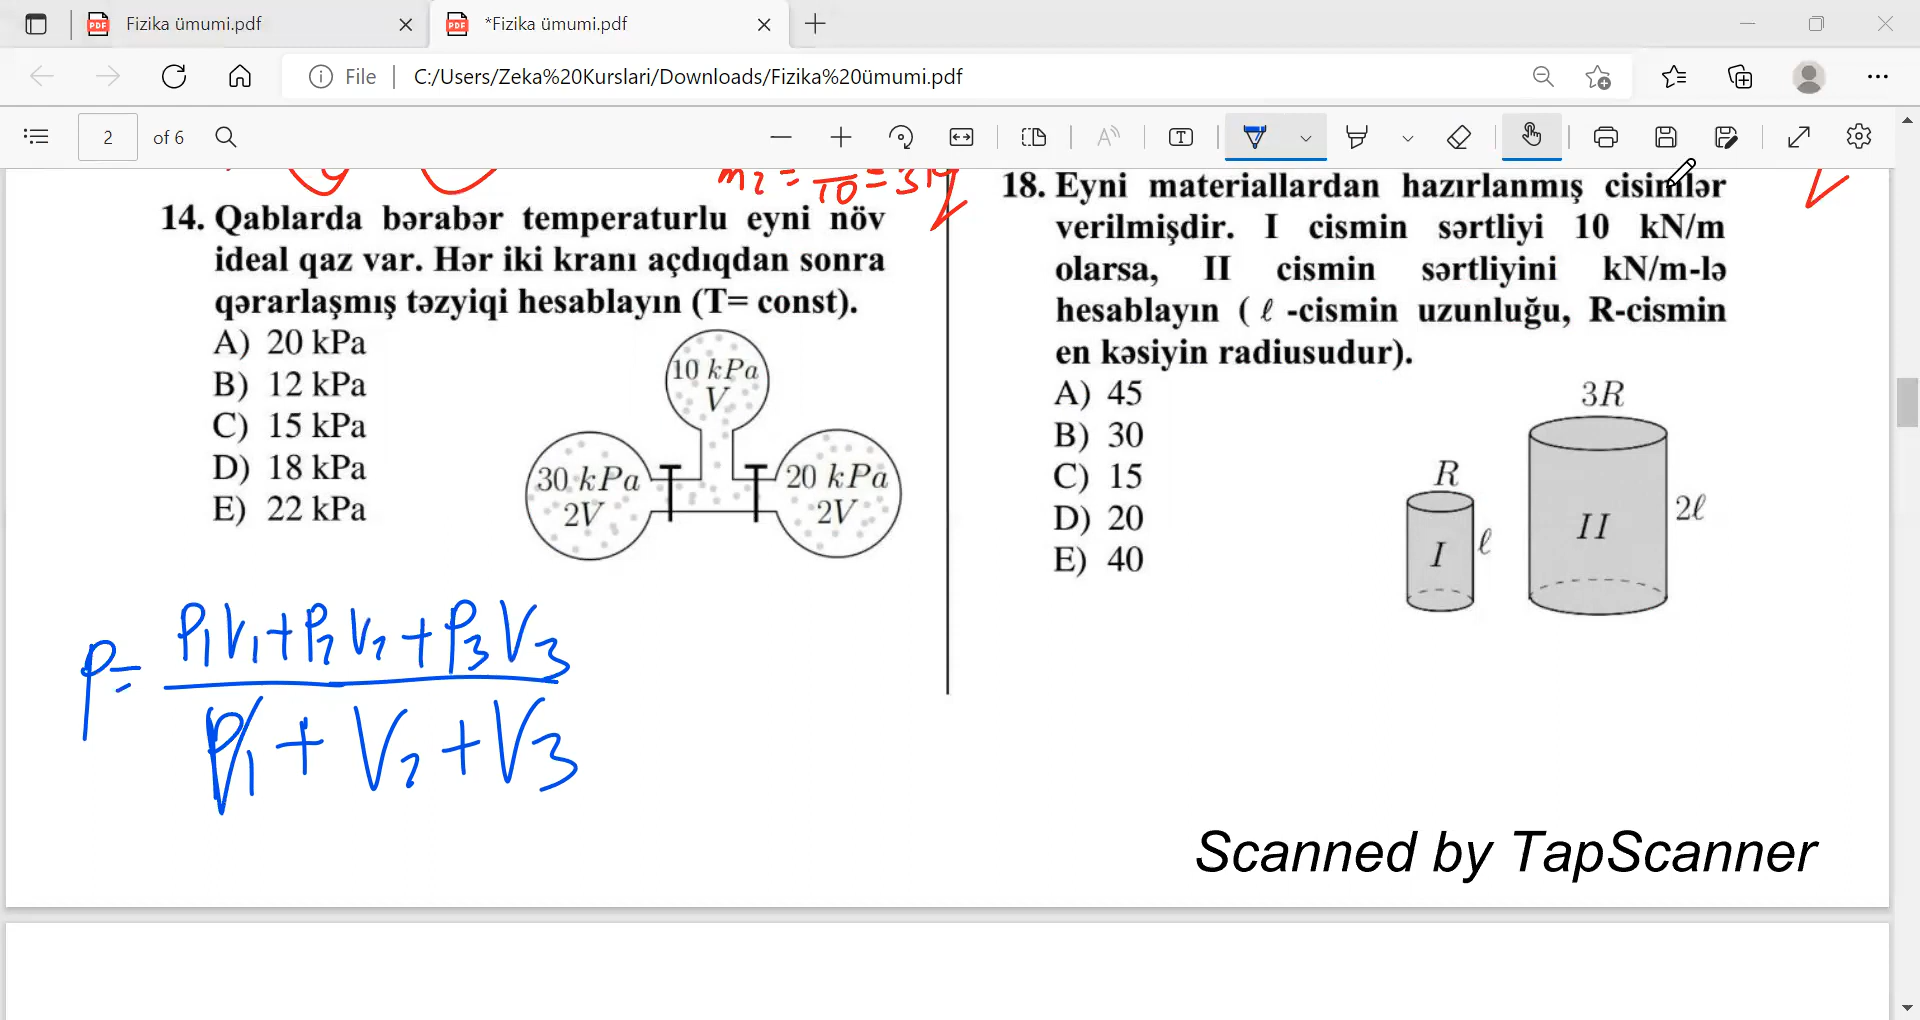 Fizika ümumi.pdf
*Fizika ümumi.pdf
File
C:/Users/Zeka%20Kurslari/Downloads/Fizika%20ümumi.pdf
2 of 6
m2 = /10 = 314
14. Qablarda bərabər temperaturlu eyni növ
ideal qaz var. Hər iki kranı açdıqdan sonra
qərarlaşmış təzyiqi hesablayın (T= const).
A) 20 kPa
B) 12 kPa
C) 15 kPa
D) 18 kPa
E) 22 kPa
10 kPa
V
30 kPa
2V
20 kPa
2V
P1V1+P2V2+P3V3
P=
V1+V2+V3
18. Eyni materiallardan hazırlanmış cisimlər
verilmişdir. I cismin sərtliyi 10 kN/m
olarsa, II cismin sərtliyini kN/m-lə
hesablayın ( ℓ -cismin uzunluğu, R-cismin
en kəsiyin radiusudur).
A) 45
B) 30
C) 15
D) 20
E) 40
R
I
ℓ
3R
II
2ℓ
Scanned by TapScanner